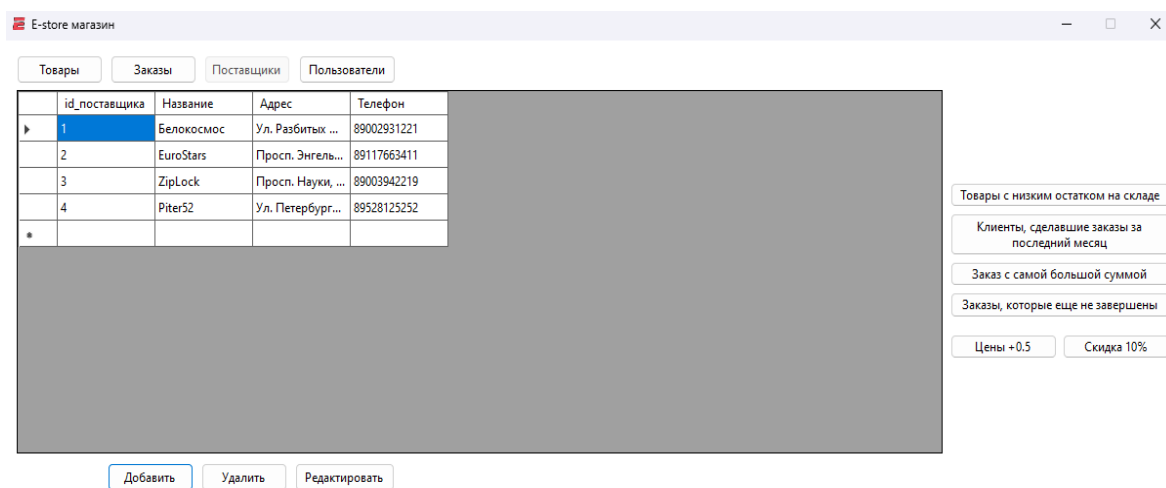 E-store магазин
Товары Заказы Поставщики Пользователи
id_поставщика Название Адрес Телефон
1 Белокосмос Ул. Разбитых ... 89002931221
2 EuroStars Просп. Энгель... 89117663411
3 ZipLock Просп. Науки, ... 89003942219
4 Piter52 Ул. Петербург... 89528125252
Товары с низким остатком на складе
Клиенты, сделавшие заказы за
последний месяц
Заказ с самой большой суммой
Заказы, которые еще не завершены
Цены +0.5 Скидка 10%
Добавить Удалить Редактировать